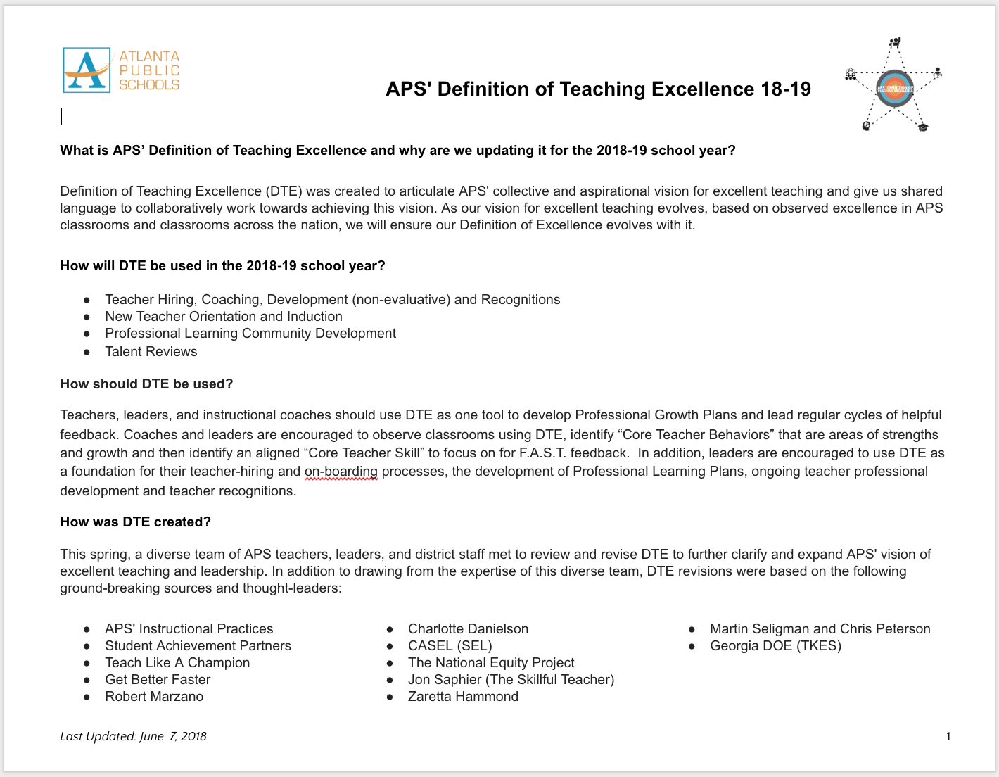 ATLANTA
PUBLIC
SCHOOLS
APS' Definition of Teaching Excellence 18-19
APS' DEFINITION OF
TEACHING EXCELLENCE
What is APS’ Definition of Teaching Excellence and why are we updating it for the 2018-19 school year?
Definition of Teaching Excellence (DTE) was created to articulate APS' collective and aspirational vision for excellent teaching and give us shared
language to collaboratively work towards achieving this vision. As our vision for excellent teaching evolves, based on observed excellence in APS
classrooms and classrooms across the nation, we will ensure our Definition of Excellence evolves with it.
How will DTE be used in the 2018-19 school year?
● Teacher Hiring, Coaching, Development (non-evaluative) and Recognitions
● New Teacher Orientation and Induction
● Professional Learning Community Development
● Talent Reviews
How should DTE be used?
Teachers, leaders, and instructional coaches should use DTE as one tool to develop Professional Growth Plans and lead regular cycles of helpful
feedback. Coaches and leaders are encouraged to observe classrooms using DTE, identify “Core Teacher Behaviors” that are areas of strengths
and growth and then identify an aligned “Core Teacher Skill” to focus on for F.A.S.T. feedback.  In addition, leaders are encouraged to use DTE as
a foundation for their teacher-hiring and on-boarding processes, the development of Professional Learning Plans, ongoing teacher professional
development and teacher recognitions.
How was DTE created?
This spring, a diverse team of APS teachers, leaders, and district staff met to review and revise DTE to further clarify and expand APS' vision of
excellent teaching and leadership. In addition to drawing from the expertise of this diverse team, DTE revisions were based on the following
ground-breaking sources and thought-leaders:
● APS' Instructional Practices
● Student Achievement Partners
● Teach Like A Champion
● Get Better Faster
● Robert Marzano
● Charlotte Danielson
● CASEL (SEL)
● The National Equity Project
● Jon Saphier (The Skillful Teacher)
● Zaretta Hammond
● Martin Seligman and Chris Peterson
● Georgia DOE (TKES)
Last Updated: June  7, 2018
1